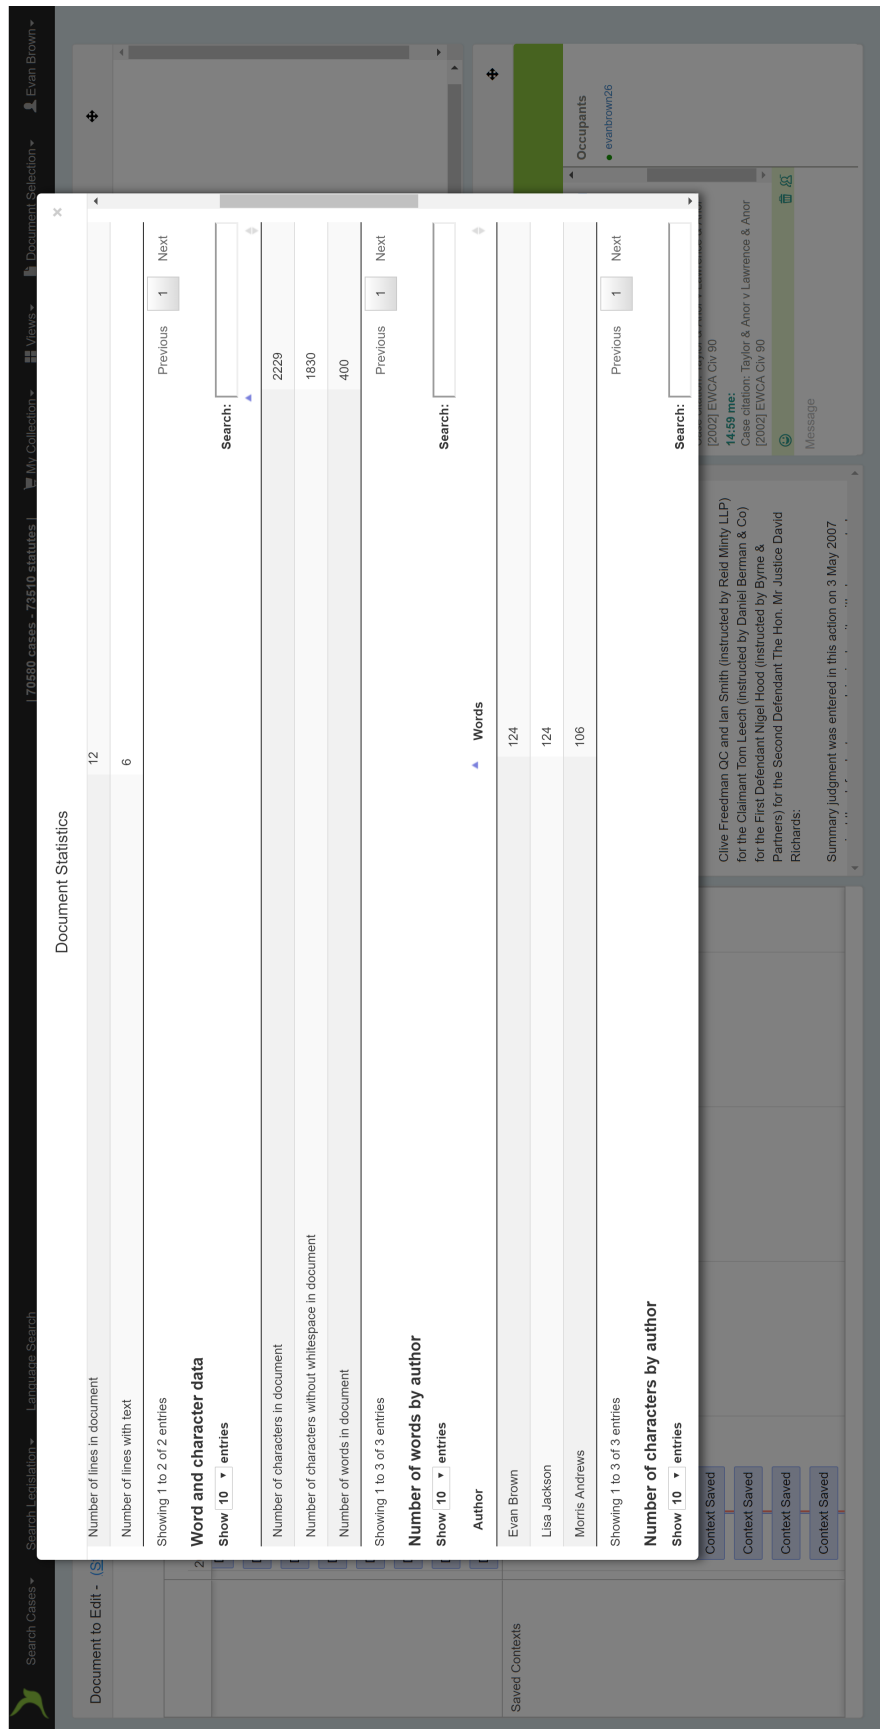 Search Cases Search Legislation Language Search | 70580 cases - 73510 statutes | My Collection Views Document Selection Evan Brown
Document to Edit - (S
Document Statistics
×
Number of lines in document 12
Number of lines with text 6
Showing 1 to 2 of 2 entries Previous 1 Next
Word and character data
Show 10 entries Search:
Number of characters in document 2229
Number of characters without whitespace in document 1830
Number of words in document 400
Showing 1 to 3 of 3 entries Previous 1 Next
Number of words by author
Show 10 entries Search:
Author Words
Evan Brown 124
Lisa Jackson 124
Morris Andrews 106
Showing 1 to 3 of 3 entries Previous 1 Next
Number of characters by author
Show 10 entries Search:
Saved Contexts
Context Saved
Context Saved
Context Saved
Context Saved
Clive Freedman QC and Ian Smith (instructed by Reid Minty LLP)
for the Claimant Tom Leech (instructed by Daniel Berman & Co)
for the First Defendant Nigel Hood (instructed by Byrne &
Partners) for the Second Defendant The Hon. Mr Justice David
Richards:
Summary judgment was entered in this action on 3 May 2007
Occupants
evanbrown26
[2002] EWCA Civ 90
14:59 me:
Case citation: Taylor & Anor v Lawrence & Anor
[2002] EWCA Civ 90
Message